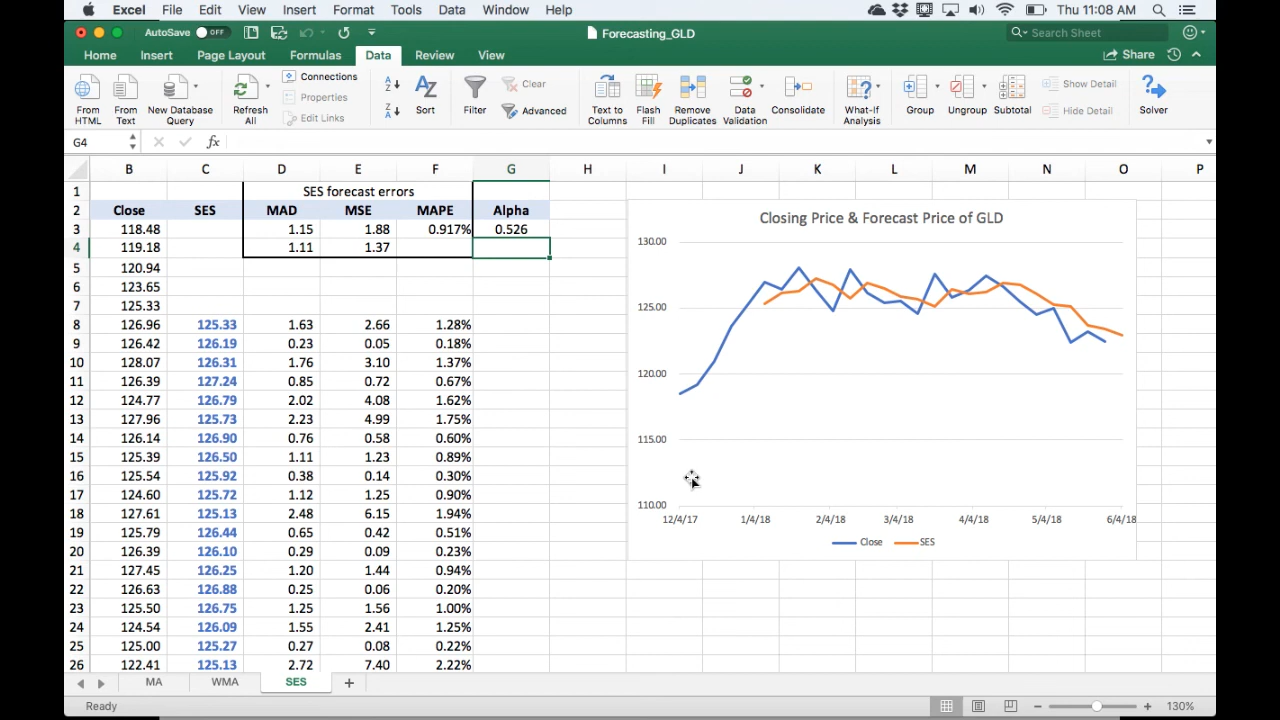 Excel File Edit View Insert Format Tools Data Window Help Thu 11:08 AM
AutoSave OFF Forecasting_GLD Search Sheet
Home Insert Page Layout Formulas Data Review View Share
From HTML
From Text
New Database Query
Refresh All
Connections
Properties
Edit Links
Sort
Filter
Clear
Advanced
Text to Columns
Flash Fill
Remove Duplicates
Data Validation
Consolidate
What-If Analysis
Group
Ungroup
Subtotal
Show Detail
Hide Detail
Solver
G4 fx
B C D E F G H I J K L M N O P
1 SES forecast errors
2 Close SES MAD MSE MAPE Alpha
3 118.48 1.15 1.88 0.917% 0.526
4 119.18 1.11 1.37
5 120.94
6 123.65
7 125.33
8 126.96 125.33 1.63 2.66 1.28%
9 126.42 126.19 0.23 0.05 0.18%
10 128.07 126.31 1.76 3.10 1.37%
11 126.39 127.24 0.85 0.72 0.67%
12 124.77 126.79 2.02 4.08 1.62%
13 127.96 125.73 2.23 4.99 1.75%
14 126.14 126.90 0.76 0.58 0.60%
15 125.39 126.50 1.11 1.23 0.89%
16 125.54 125.92 0.38 0.14 0.30%
17 124.60 125.72 1.12 1.25 0.90%
18 127.61 125.13 2.48 6.15 1.94%
19 125.79 126.44 0.65 0.42 0.51%
20 126.39 126.10 0.29 0.09 0.23%
21 127.45 126.25 1.20 1.44 0.94%
22 126.63 126.88 0.25 0.06 0.20%
23 125.50 126.75 1.25 1.56 1.00%
24 124.54 126.09 1.55 2.41 1.25%
25 125.00 125.27 0.27 0.08 0.22%
26 122.41 125.13 2.72 7.40 2.22%
Closing Price & Forecast Price of GLD
130.00
125.00
120.00
115.00
110.00
12/4/17 1/4/18 2/4/18 3/4/18 4/4/18 5/4/18 6/4/18
Close SES
MA WMA SES +
Ready 130%